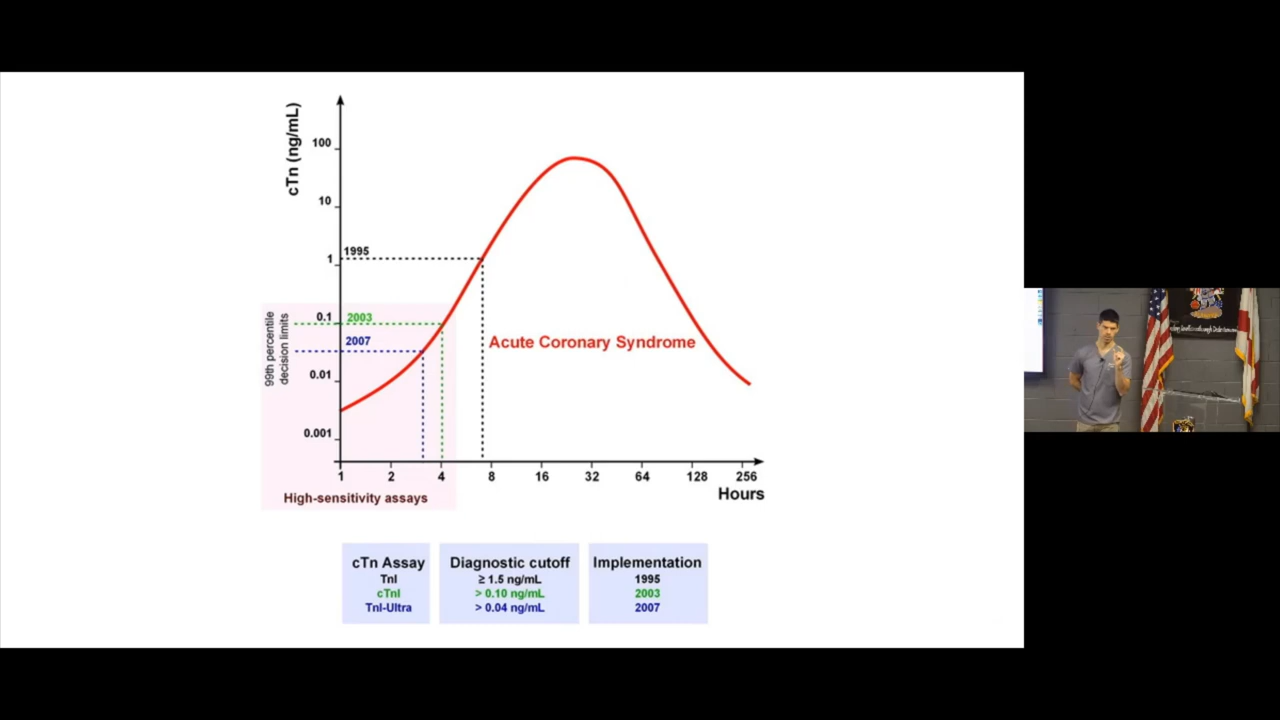 cTn (ng/mL)
100
10
1995
1
0.1
2003
2007
0.01
0.001
99th percentile
decision limits
Acute Coronary Syndrome
1 2 4 8 16 32 64 128 256
Hours
High-sensitivity assays
cTn Assay Diagnostic cutoff Implementation
TnI ≥ 1.5 ng/mL 1995
cTnI > 0.10 ng/mL 2003
TnI-Ultra > 0.04 ng/mL 2007